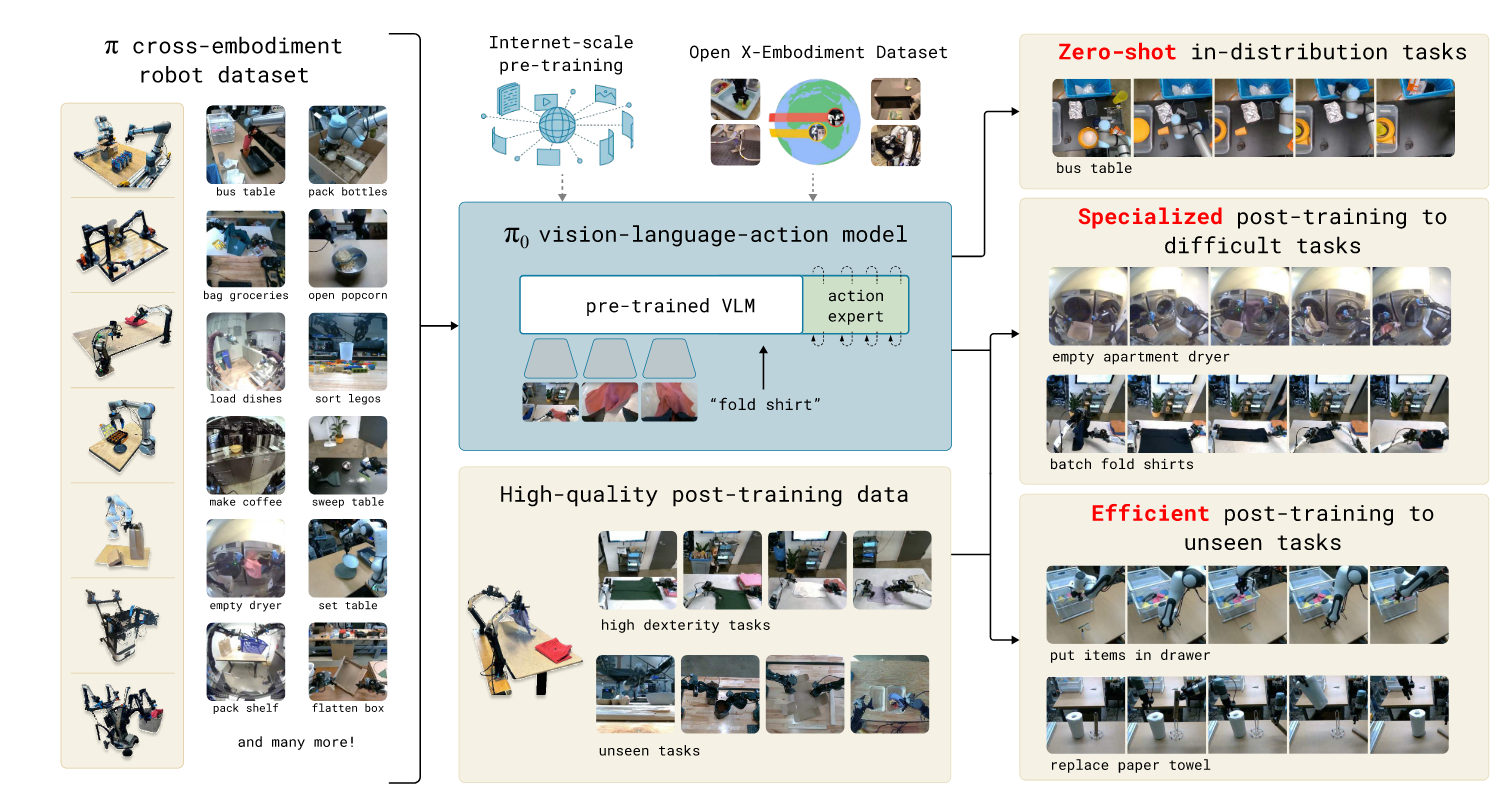 π cross-embodiment
robot dataset
bus table
pack bottles
bag groceries
open popcorn
load dishes
sort legos
make coffee
sweep table
empty dryer
set table
pack shelf
flatten box
and many more!
Internet-scale
pre-training
Open X-Embodiment Dataset
π₀ vision-language-action model
pre-trained VLM
action
expert
“fold shirt”
High-quality post-training data
high dexterity tasks
unseen tasks
Zero-shot in-distribution tasks
bus table
Specialized post-training to
difficult tasks
empty apartment dryer
batch fold shirts
Efficient post-training to
unseen tasks
put items in drawer
replace paper towel